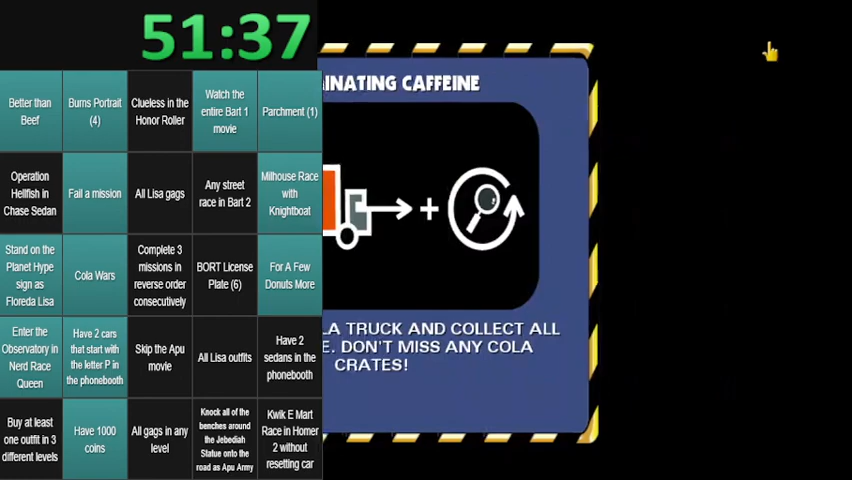 51:37
Better than
Beef
Burns Portrait
(4)
Clueless in the
Honor Roller
Watch the
entire Bart 1
movie
Parchment (1)
Operation
Hellfish in
Chase Sedan
Fail a mission
All Lisa gags
Any street
race in Bart 2
Milhouse Race
with
Knightboat
Stand on the
Planet Hype
sign as
Floreda Lisa
Cola Wars
Complete 3
missions in
reverse order
consecutively
BORT License
Plate (6)
For A Few
Donuts More
Enter the
Observatory in
Nerd Race
Queen
Have 2 cars
that start with
the letter P in
the phonebooth
Skip the Apu
movie
All Lisa outfits
Have 2
sedans in the
phonebooth
Buy at least
one outfit in 3
different levels
Have 1000
coins
All gags in any
level
Knock all of the
benches around
the Jebediah
Statue onto the
road as Apu Army
Kwik E Mart
Race in Homer
2 without
resetting car
INATING CAFFEINE
+
LA TRUCK AND COLLECT ALL
E. DON'T MISS ANY COLA
CRATES!